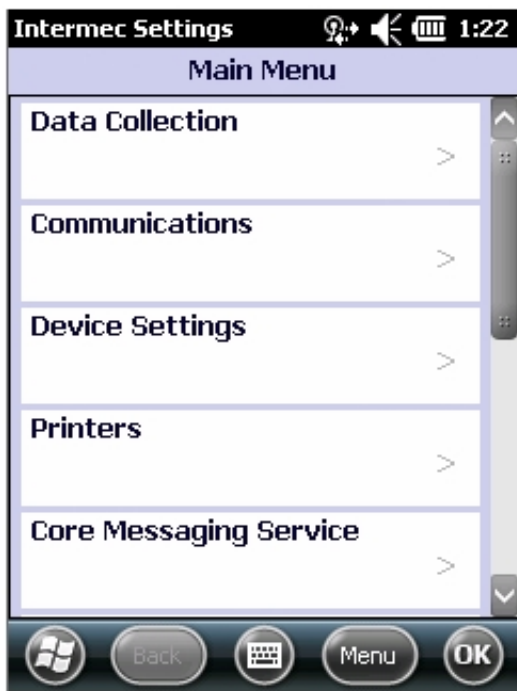 Intermec Settings 1:22
Main Menu
Data Collection
>
Communications
>
Device Settings
>
Printers
>
Core Messaging Service
>
Back Menu OK